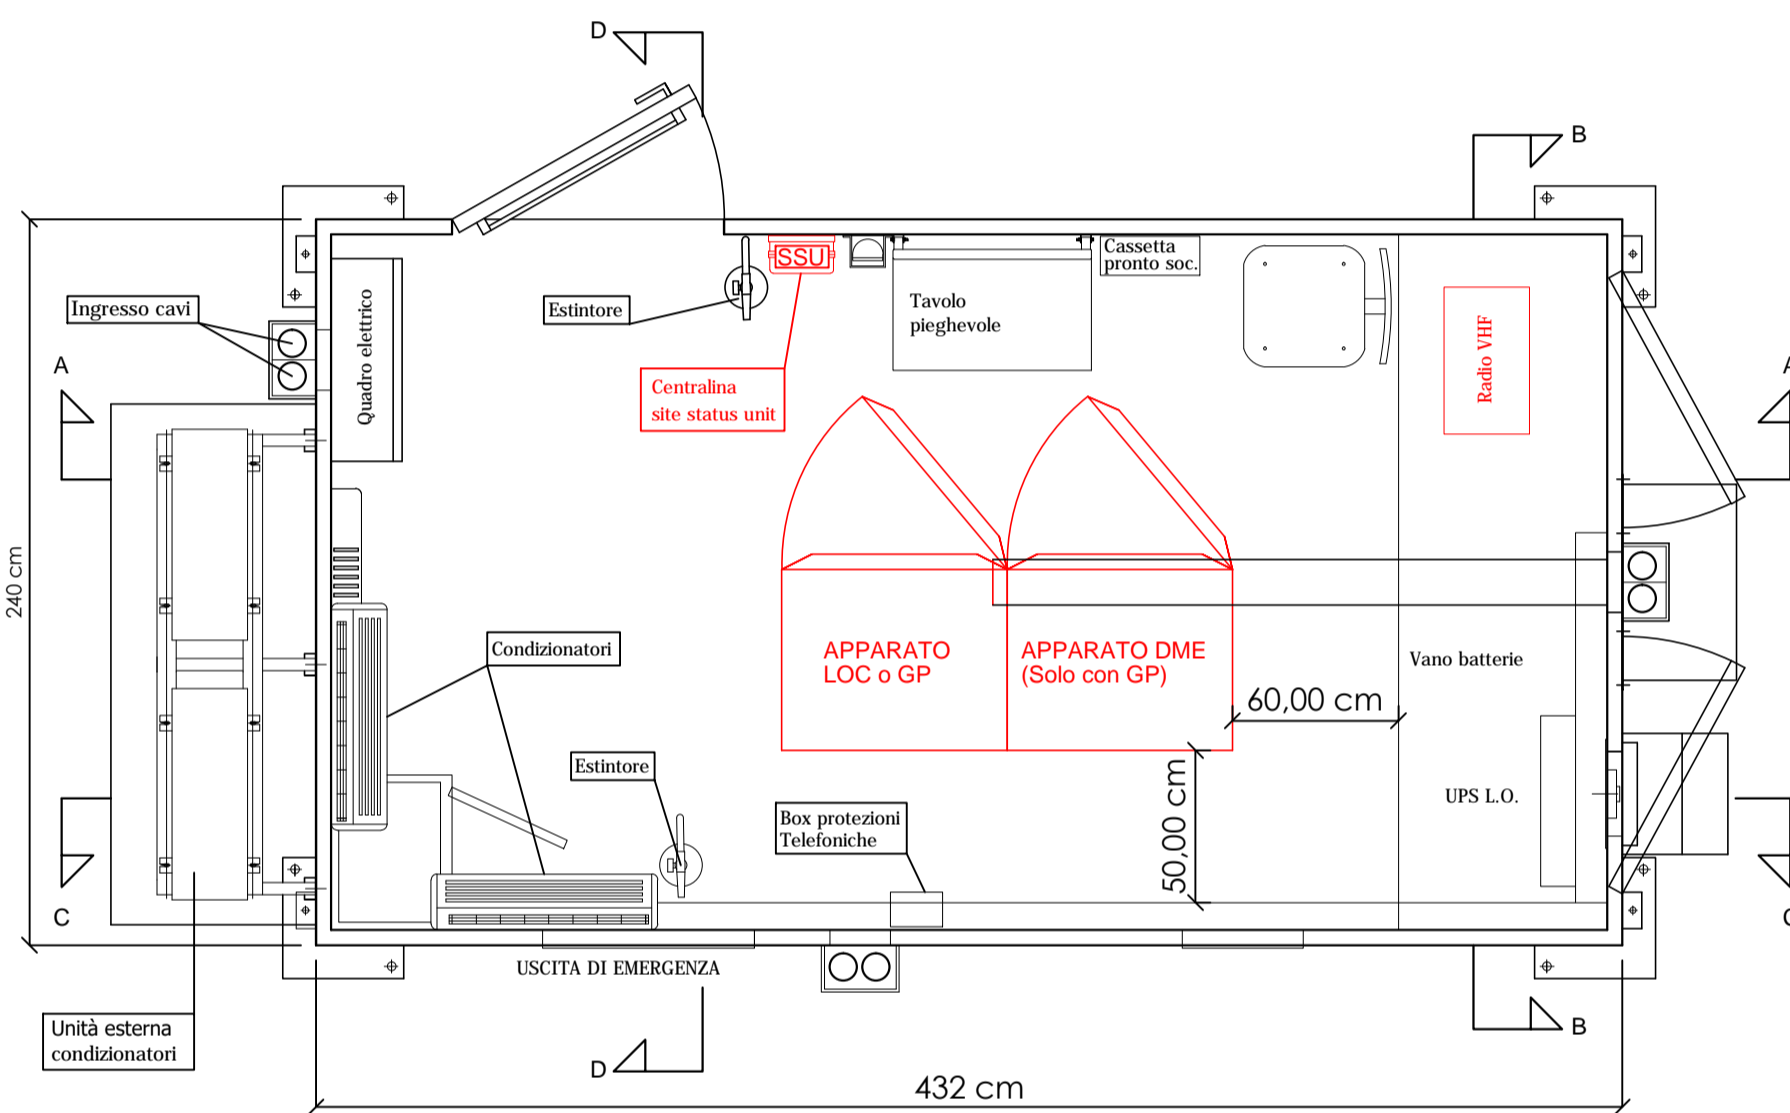 D
B
Ingresso cavi
Quadro elettrico
Estintore
SSU
Cassetta
pronto soc.
Tavolo
pieghevole
Radio VHF
A
A
Centralina
site status unit
240 cm
Condizionatori
APPARATO
LOC o GP
APPARATO DME
(Solo con GP)
Vano batterie
60,00 cm
Estintore
50,00 cm
UPS L.O.
Box protezioni
Telefoniche
C
C
USCITA DI EMERGENZA
Unità esterna
condizionatori
B
D
432 cm